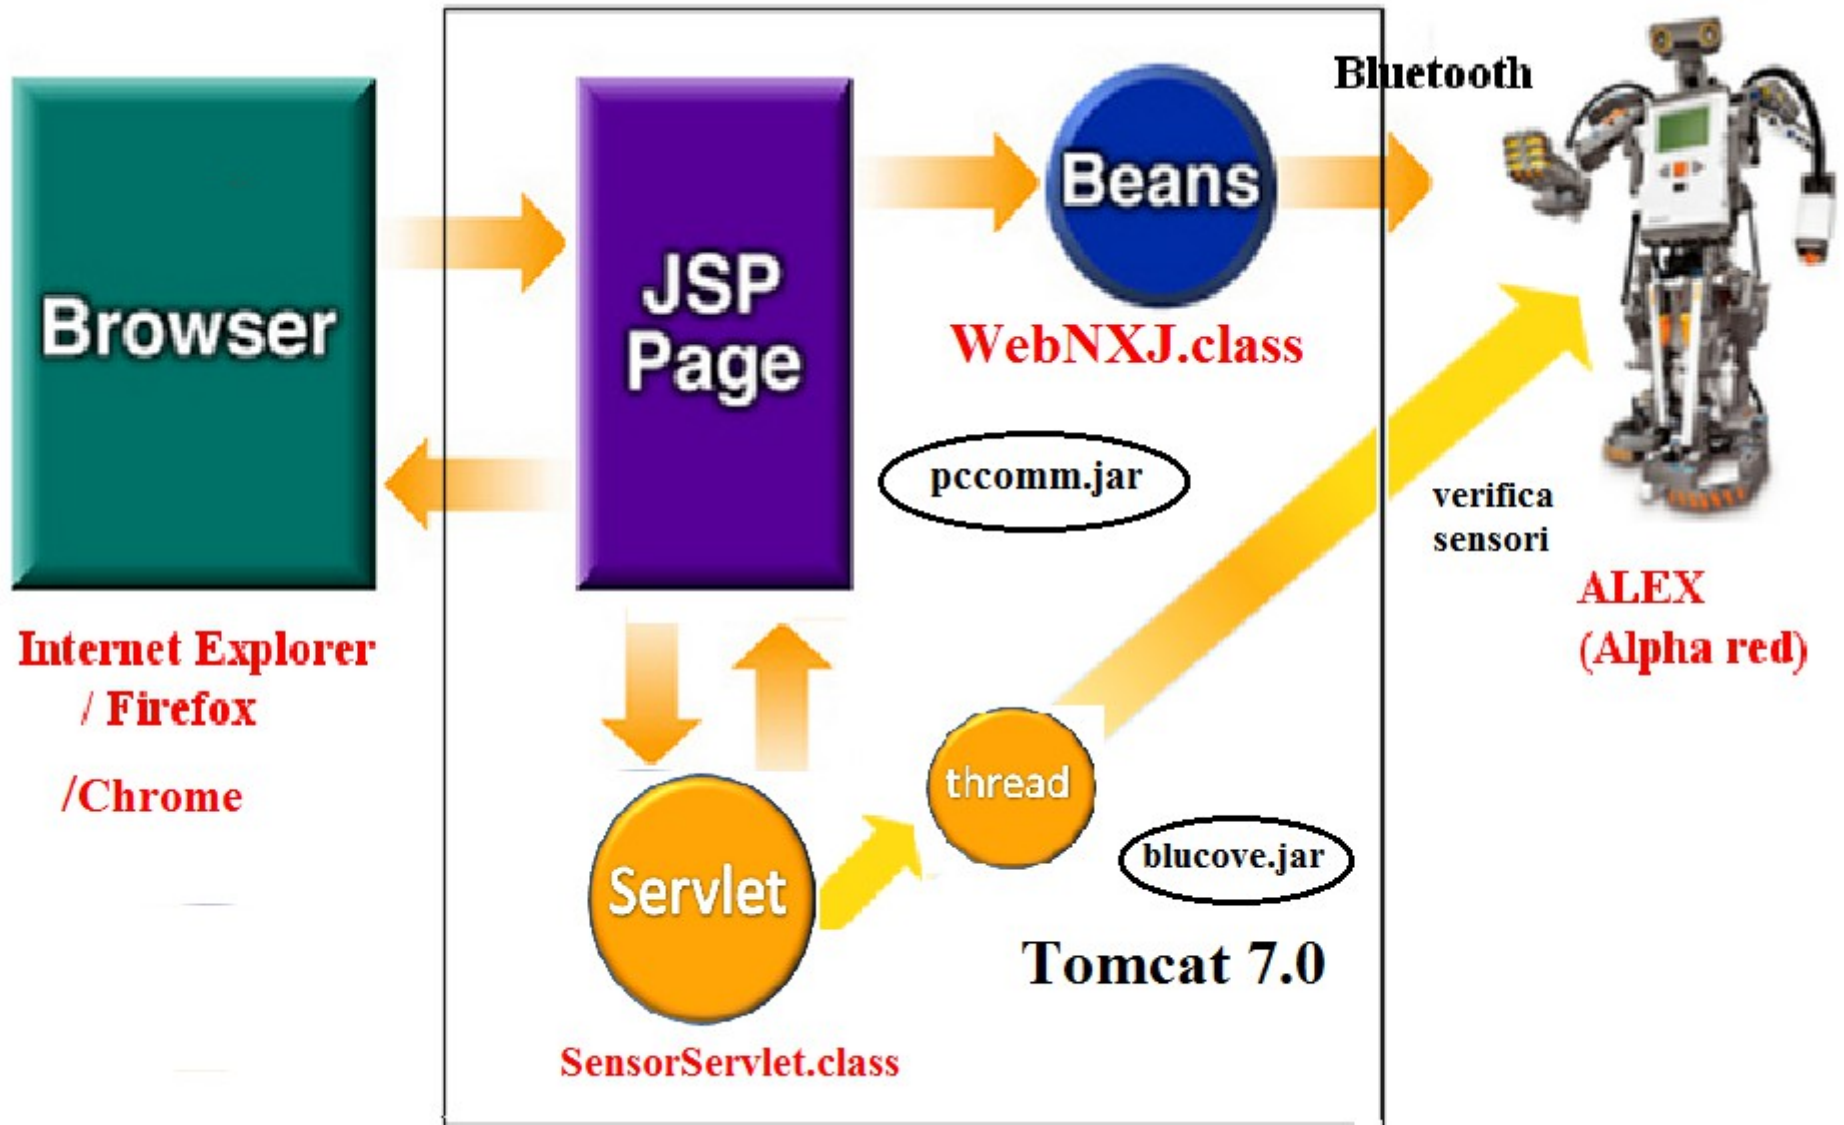 Browser
Internet Explorer
/ Firefox
/Chrome
JSP
Page
Beans
WebNXJ.class
Bluetooth
pccomm.jar
verifica
sensori
ALEX
(Alpha red)
thread
blucove.jar
Servlet
SensorServlet.class
Tomcat 7.0